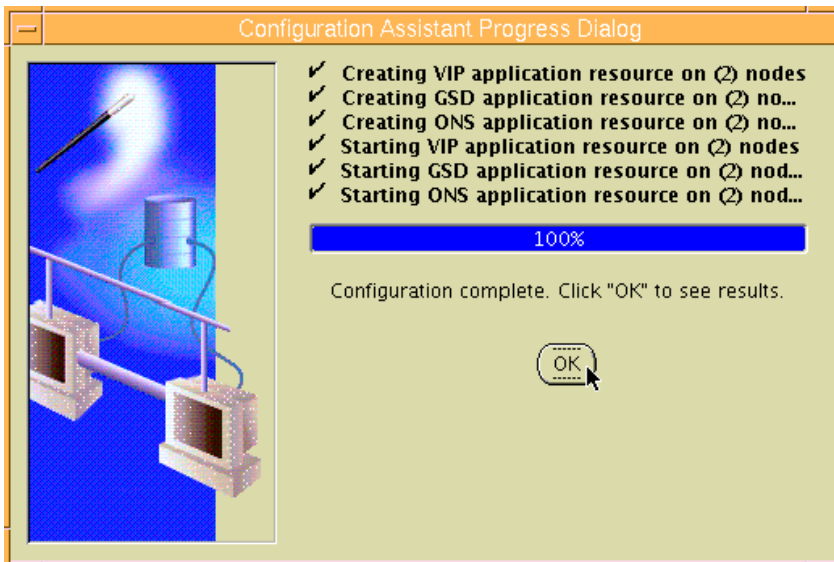 Configuration Assistant Progress Dialog
Creating VIP application resource on (2) nodes
Creating GSD application resource on (2) no...
Creating ONS application resource on (2) no...
Starting VIP application resource on (2) nodes
Starting GSD application resource on (2) nod...
Starting ONS application resource on (2) nod...
100%
Configuration complete. Click "OK" to see results.
OK